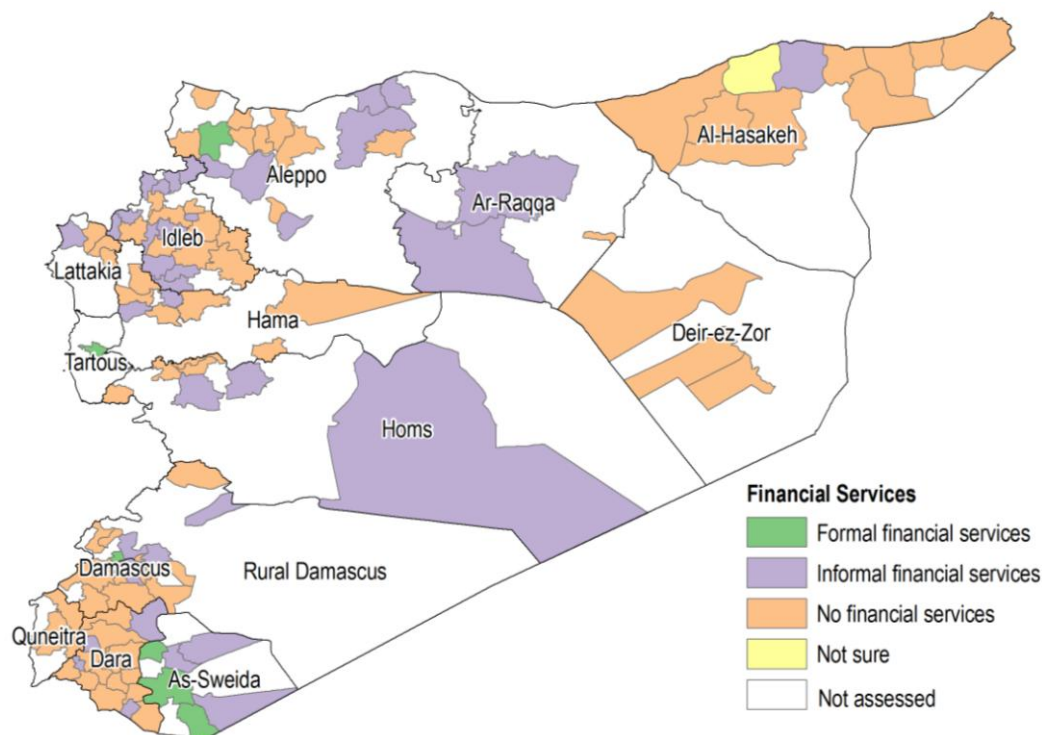 Al-Hasakeh
Aleppo
Ar-Raqqa
Idleb
Lattakia
Hama
Deir-ez-Zor
Tartous
Homs
Financial Services
Formal financial services
Informal financial services
No financial services
Not sure
Not assessed
Damascus
Rural Damascus
Quneitra
Dara
As-Sweida